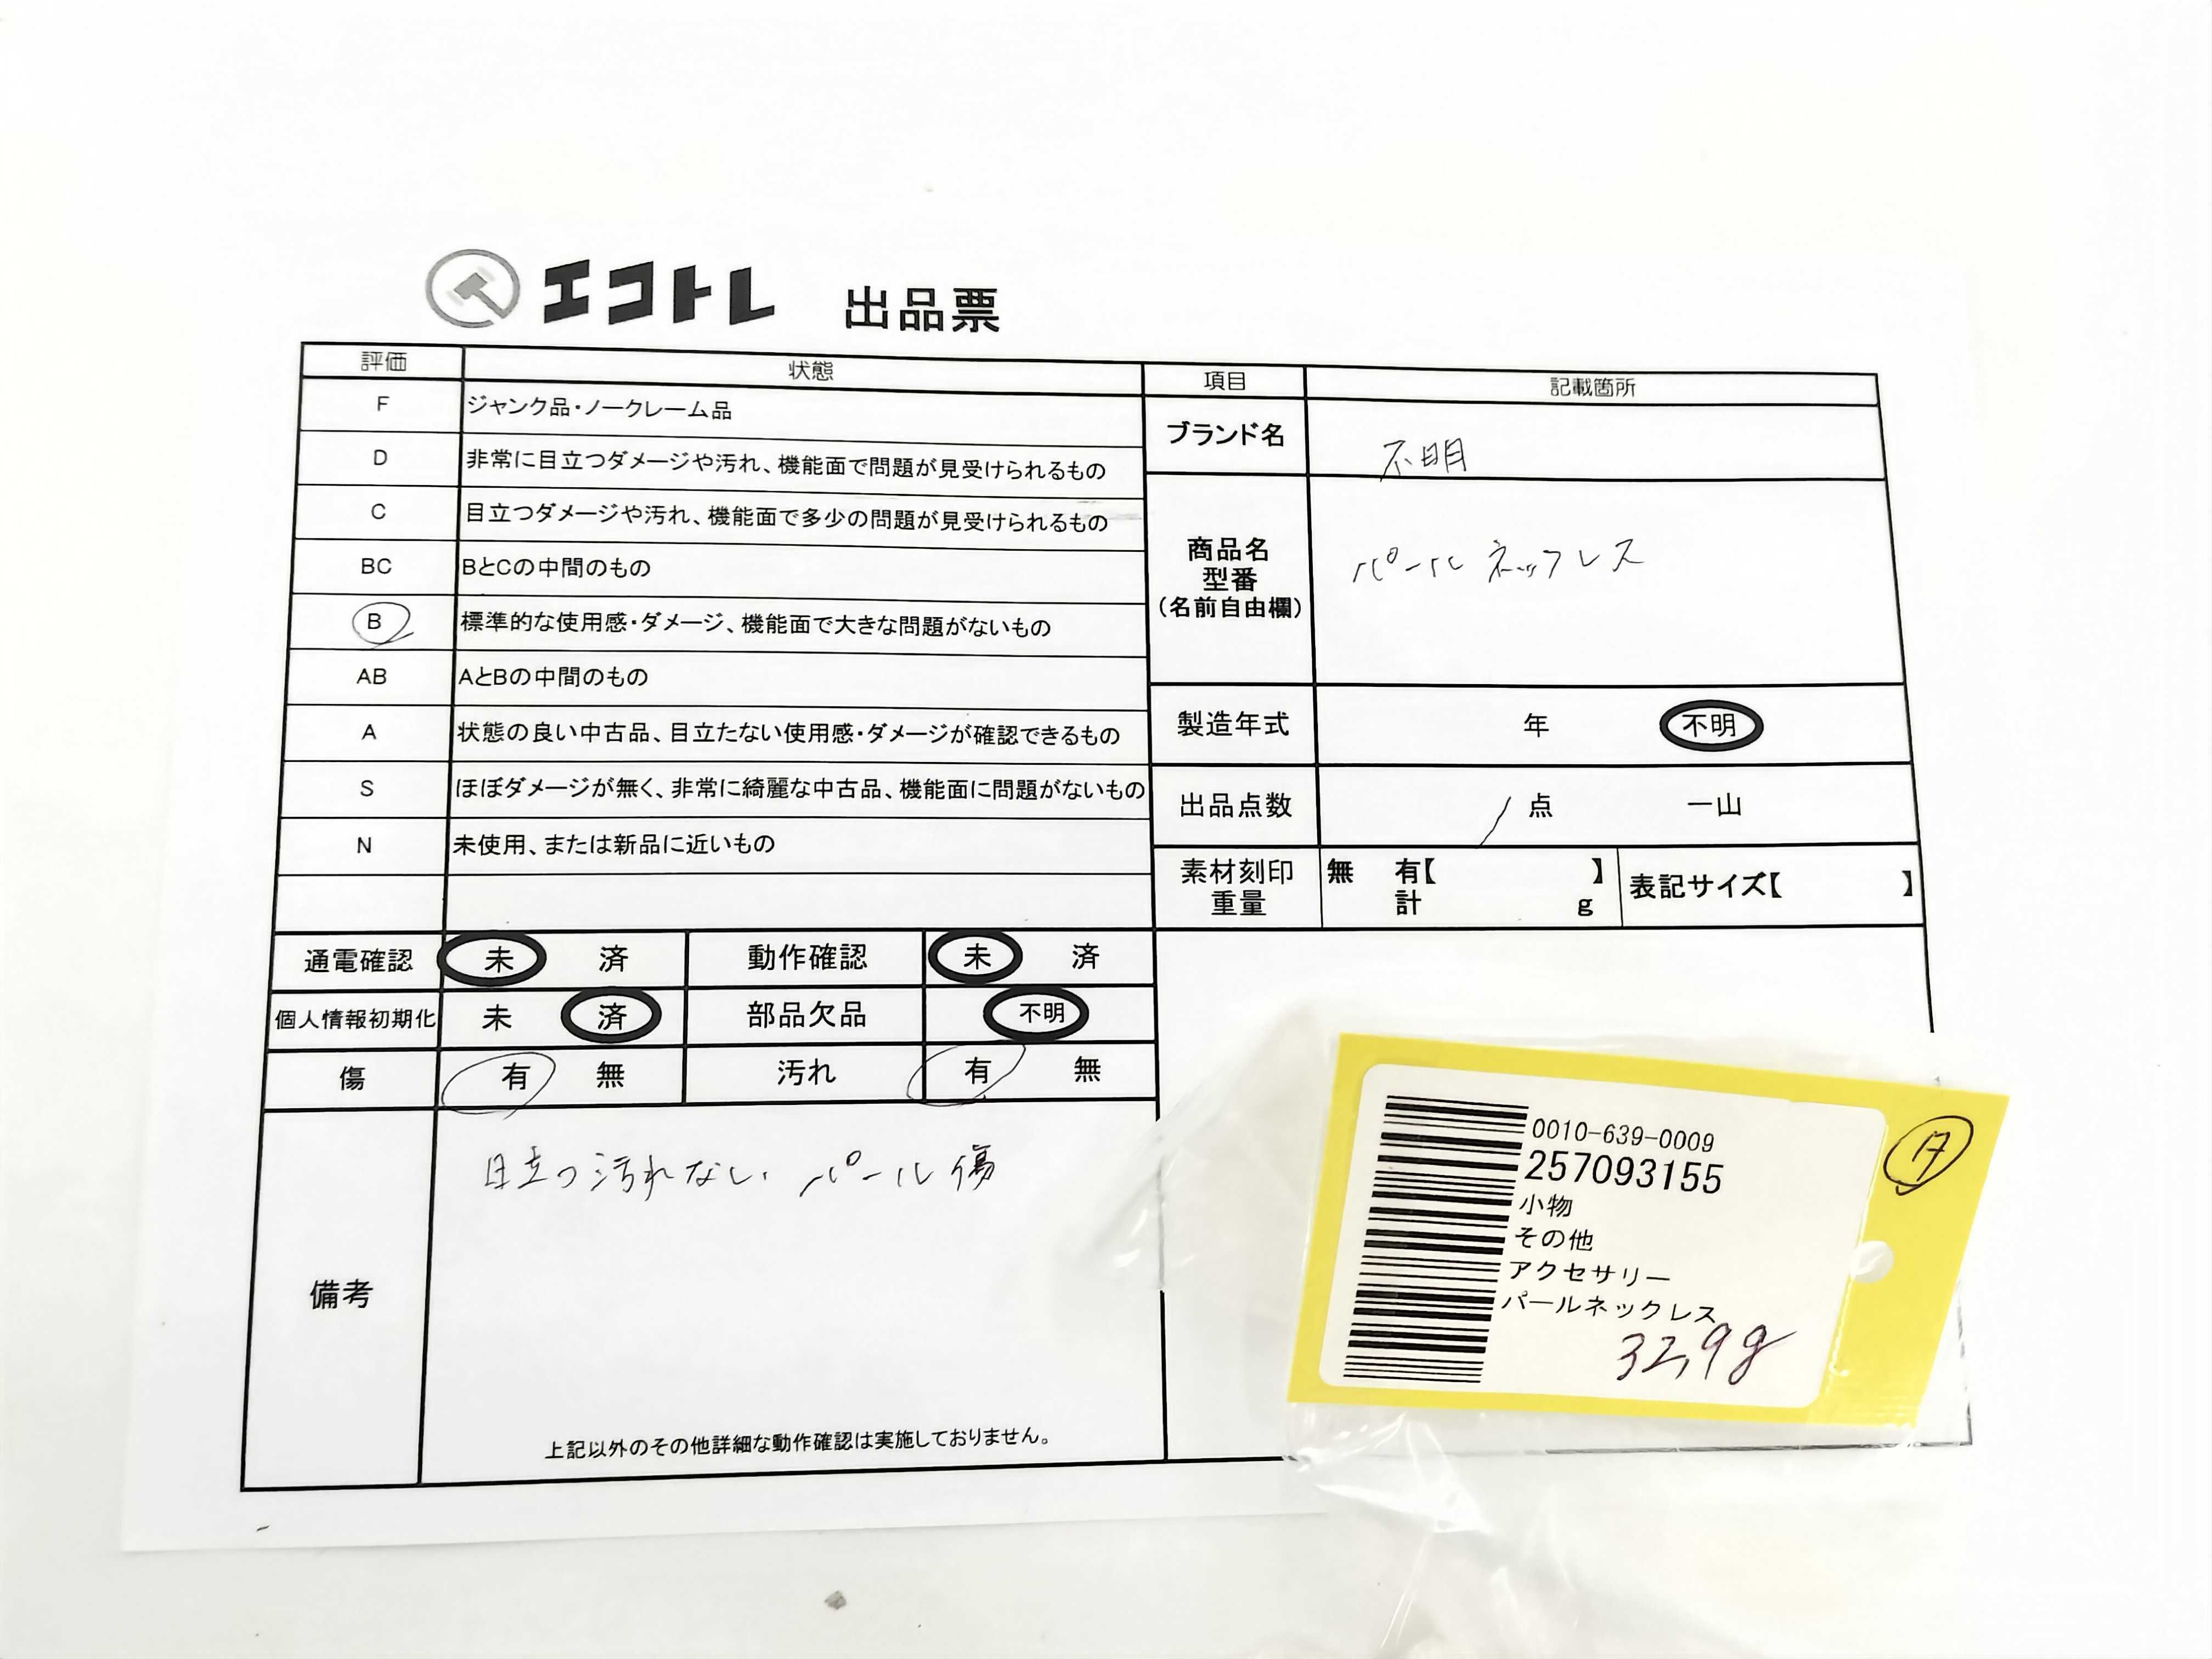 エコトレ 出品票
評価 状態 項目 記載箇所
F ジャンク品・ノークレーム品
D 非常に目立つダメージや汚れ、機能面で問題が見受けられるもの
C 目立つダメージや汚れ、機能面で多少の問題が見受けられるもの
BC BとCの中間のもの
B 標準的な使用感・ダメージ、機能面で大きな問題がないもの
AB AとBの中間のもの
A 状態の良い中古品、目立たない使用感・ダメージが確認できるもの
S ほぼダメージが無く、非常に綺麗な中古品、機能面に問題がないもの
N 未使用、または新品に近いもの
ブランド名 不明
商品名
型番
(名前自由欄)
パールネックレス
製造年式 年 不明
出品点数 1 点 一山
素材刻印 無 有【 】
重量 計 g
表記サイズ【 】
通電確認 未 済 動作確認 未 済
個人情報初期化 未 済 部品欠品 不明
傷 有 無 汚れ 有 無
備考
目立つ汚れなし パール傷
上記以外のその他詳細な動作確認は実施しておりません。
0010-639-0009
257093155
小物
その他
アクセサリー
パールネックレス
32,9g